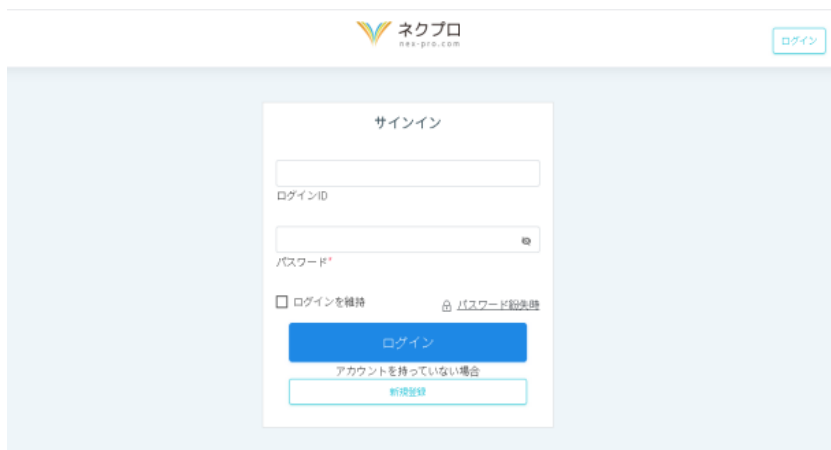 ネクプロ
nex-pro.com
ログイン
サインイン
ログインID
パスワード*
ログインを維持
パスワード紛失時
ログイン
アカウントを持っていない場合
新規登録